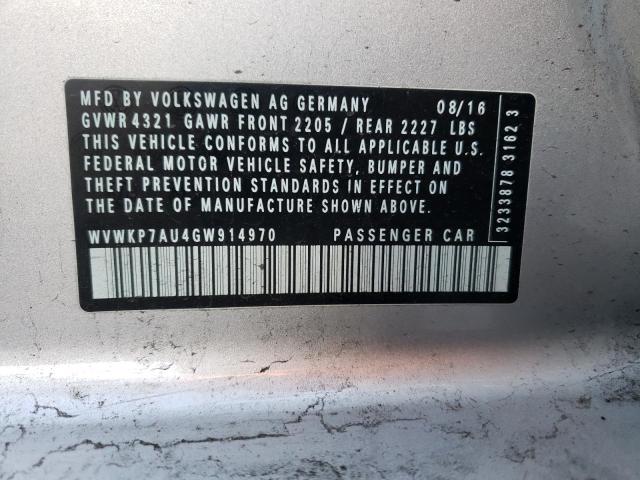 MFD BY VOLKSWAGEN AG GERMANY 08/16
GVWR 4321 GAWR FRONT 2205 / REAR 2227 LBS
THIS VEHICLE CONFORMS TO ALL APPLICABLE U.S.
FEDERAL MOTOR VEHICLE SAFETY, BUMPER AND
THEFT PREVENTION STANDARDS IN EFFECT ON
THE DATE OF MANUFACTURE SHOWN ABOVE.
WVWKP7AU4GW914970 PASSENGER CAR
3233878 3162 3